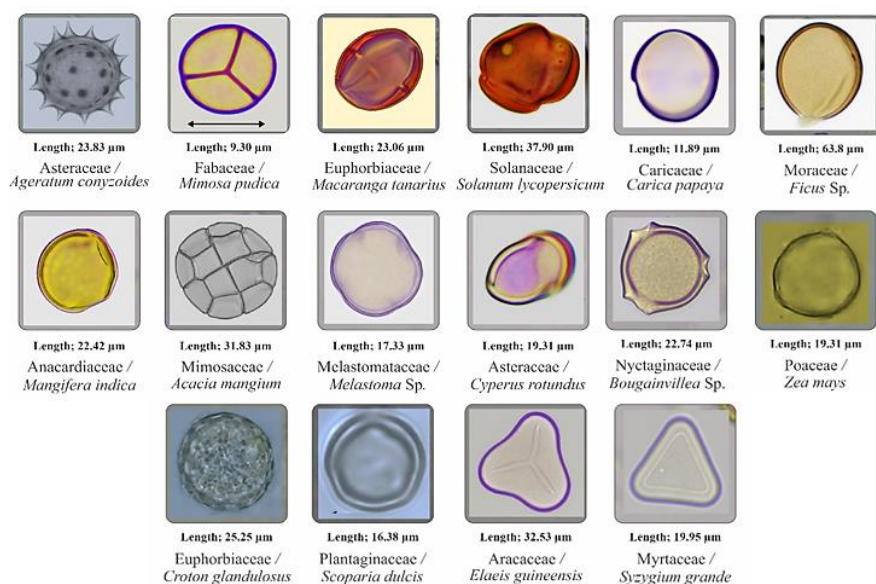 Length; 23.83 µm Length; 9.30 µm Length; 23.06 µm Length; 37.90 µm Length; 11.89 µm Length; 63.8 µm
Asteraceae / Fabaceae / Euphorbiaceae / Solanaceae / Caricaceae / Moraceae /
Ageratum conyzoides Mimosa pudica Macaranga tanarius Solanum lycopersicum Carica papaya Ficus Sp.
Length; 22.42 µm Length; 31.83 µm Length; 17.33 µm Length; 19.31 µm Length; 22.74 µm Length; 19.31 µm
Anacardiaceae / Mimosaceae / Melastomataceae / Asteraceae / Nyctaginaceae / Poaceae /
Mangifera indica Acacia mangium Melastoma Sp. Cyperus rotundus Bougainvillea Sp. Zea mays
Length; 25.25 µm Length; 16.38 µm Length; 32.53 µm Length; 19.95 µm
Euphorbiaceae / Plantaginaceae / Aracaceae / Myrtaceae /
Croton glandulosus Scoparia dulcis Elaeis guineensis Syzygium grande